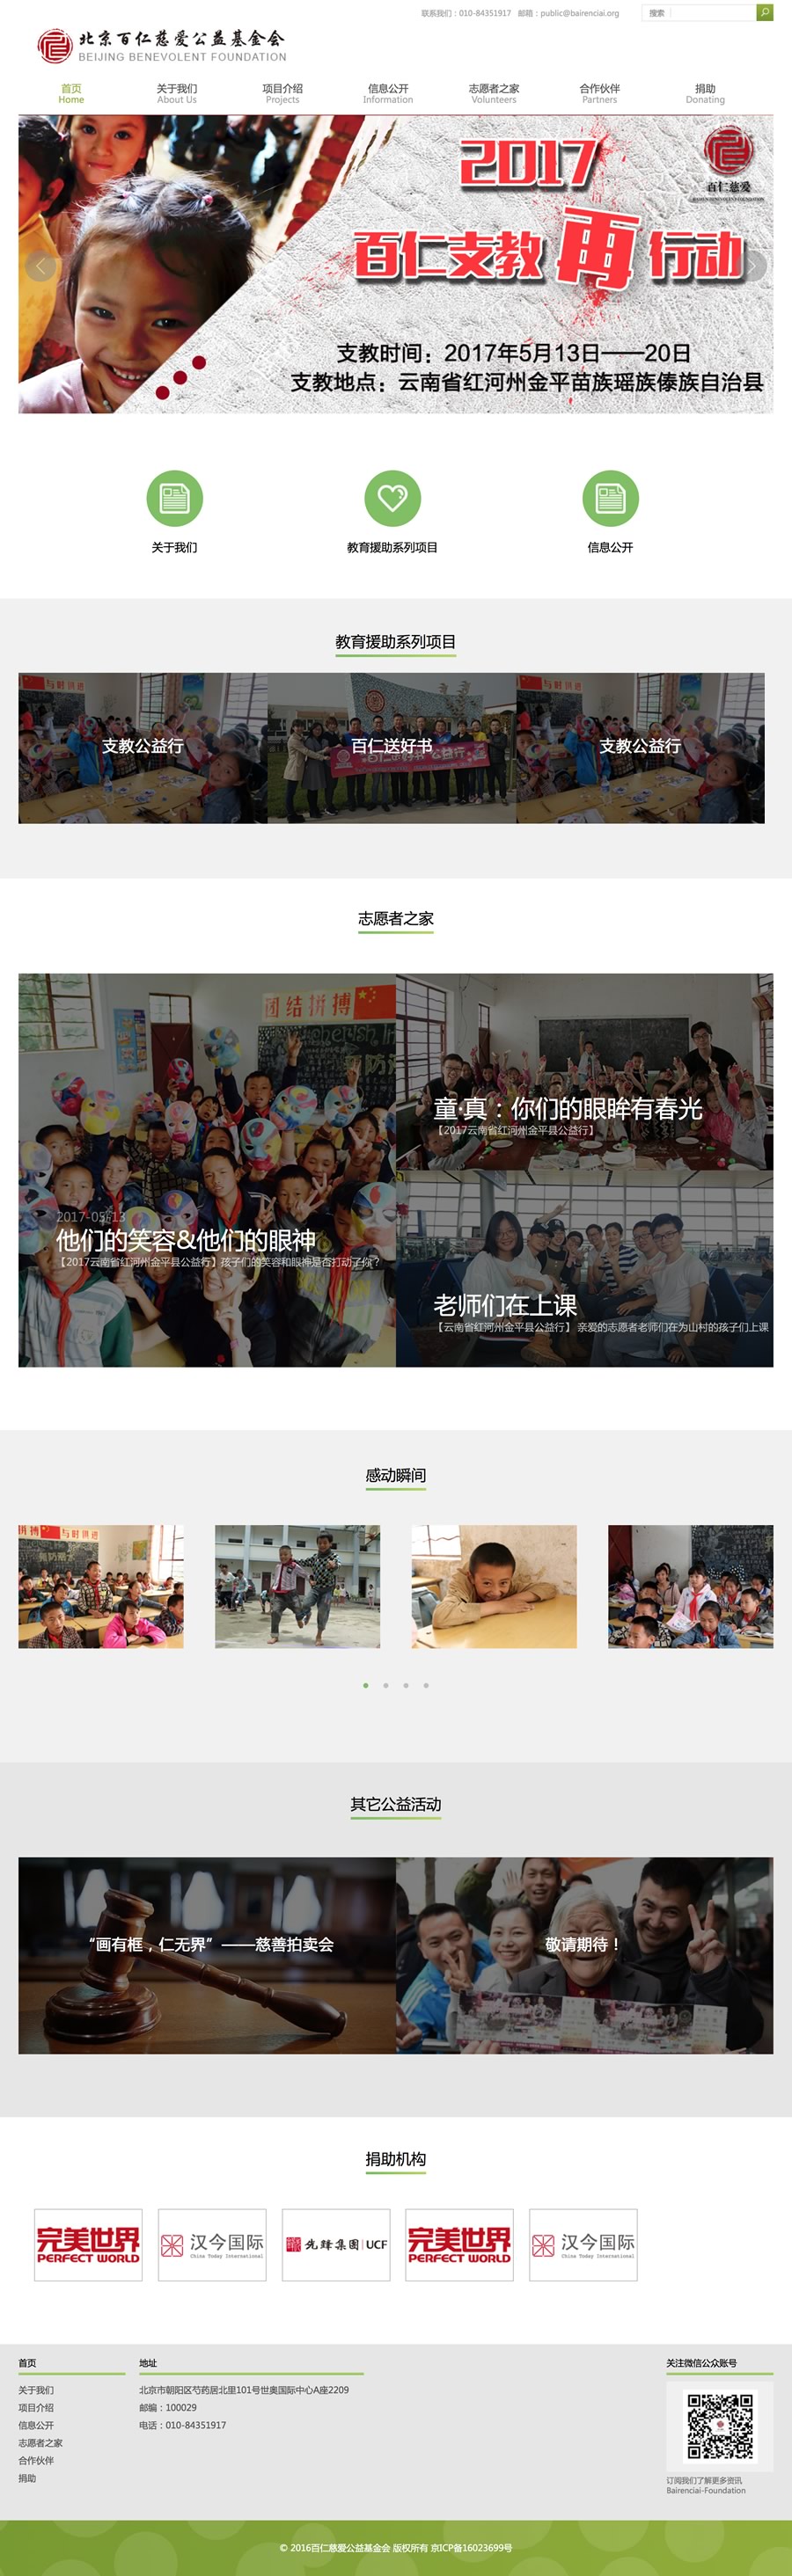 联系我们：010-84351917 邮箱：public@bairenciai.org 搜索
北京百仁慈爱公益基金会
BEIJING BENEVOLENT FOUNDATION
首页 关于我们 项目介绍 信息公开 志愿者之家 合作伙伴 捐助
Home About Us Projects Information Volunteers Partners Donating
2017
百仁慈爱
百仁支教再行动
支教时间：2017年5月13日——20日
支教地点：云南省红河州金平苗族瑶族傣族自治县
关于我们 教育援助系列项目 信息公开
教育援助系列项目
支教公益行 百仁送好书 支教公益行
志愿者之家
团结拼搏
童·真：你们的眼眸有春光
【2017云南省红河州金平县公益行】
2017-05-13
他们的笑容&他们的眼神
【2017云南省红河州金平县公益行】孩子们的笑容和眼神是否打动了你？
老师们在上课
【云南省红河州金平县公益行】 亲爱的志愿者老师们在为山村的孩子们上课
感动瞬间
其它公益活动
“画有框，仁无界”——慈善拍卖会 敬请期待！
捐助机构
完美世界 汉今国际 先锋集团 UCF 完美世界 汉今国际
PERFECT WORLD China Today International PERFECT WORLD China Today International
首页 地址 关注微信公众账号
关于我们 北京市朝阳区芍药居北里101号世奥国际中心A座2209
项目介绍 邮编：100029
信息公开 电话：010-84351917
志愿者之家
合作伙伴
捐助
订阅我们了解更多资讯
Bairenciai-Foundation
© 2016百仁慈爱公益基金会 版权所有 京ICP备16023699号